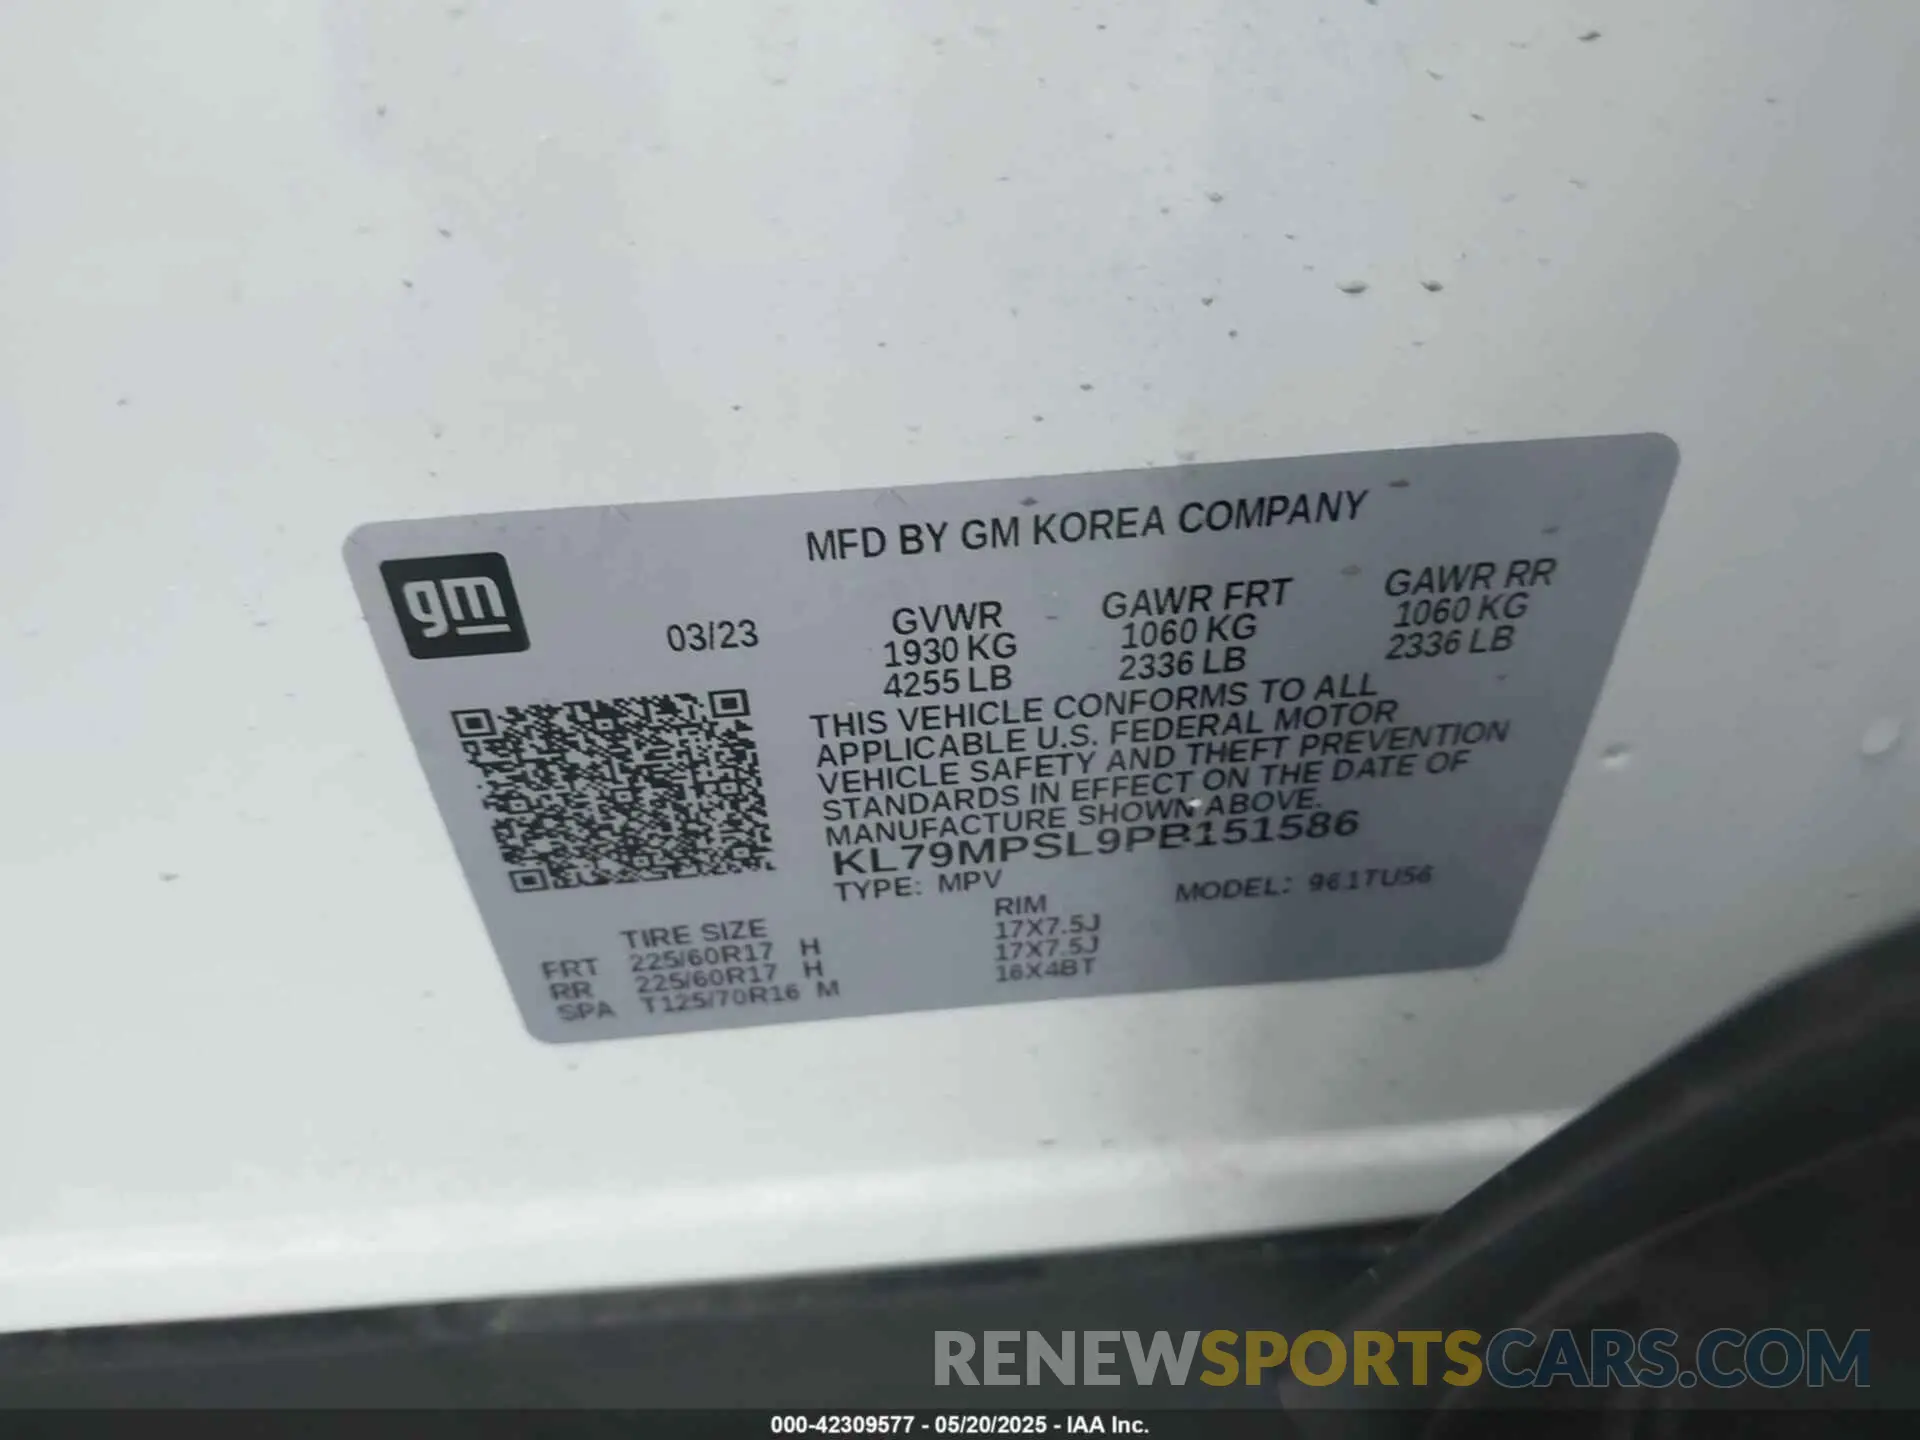 MFD BY GM KOREA COMPANY
gm
03/23
GVWR GAWR FRT GAWR RR
1930 KG 1060 KG 1060 KG
4255 LB 2336 LB 2336 LB
THIS VEHICLE CONFORMS TO ALL
APPLICABLE U.S. FEDERAL MOTOR
VEHICLE SAFETY AND THEFT PREVENTION
STANDARDS IN EFFECT ON THE DATE OF
MANUFACTURE SHOWN ABOVE.
KL79MPSL9PB151586
TYPE: MPV MODEL: 961TU56
TIRE SIZE RIM
FRT 225/60R17 H 17X7.5J
RR 225/60R17 H 17X7.5J
SPA T125/70R16 M 16X4BT
RENEWSPORTSCARS.COM
000-42309577 - 05/20/2025 - IAA Inc.